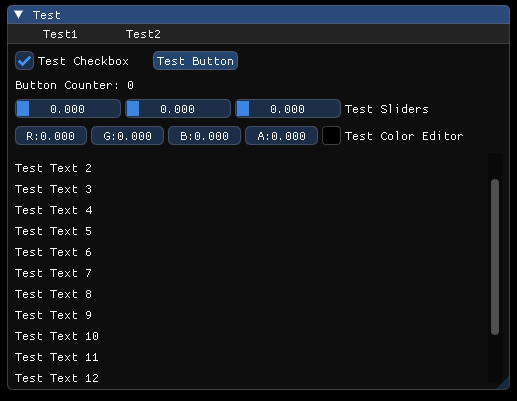 Test
Test1 Test2
Test Checkbox Test Button
Button Counter: 0
0.000 0.000 0.000 Test Sliders
R:0.000 G:0.000 B:0.000 A:0.000 Test Color Editor
Test Text 2
Test Text 3
Test Text 4
Test Text 5
Test Text 6
Test Text 7
Test Text 8
Test Text 9
Test Text 10
Test Text 11
Test Text 12